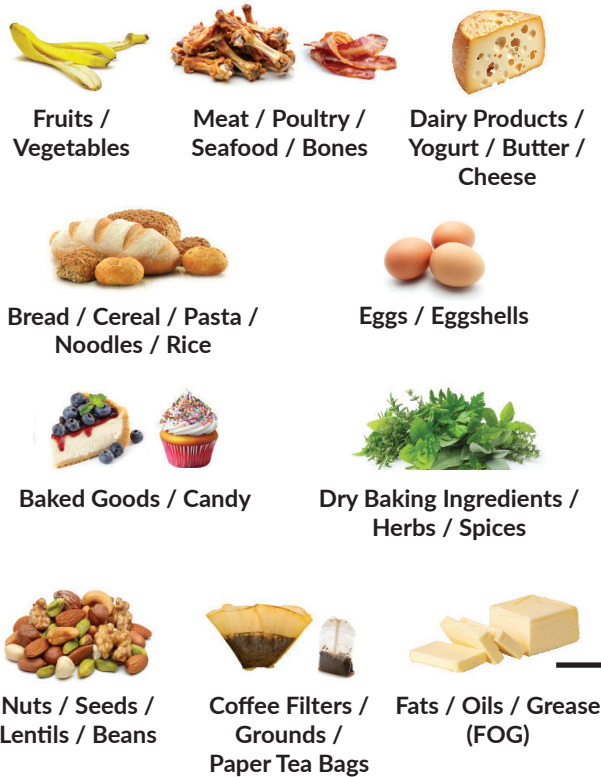 Fruits /
Vegetables
Meat / Poultry /
Seafood / Bones
Dairy Products /
Yogurt / Butter /
Cheese
Bread / Cereal / Pasta /
Noodles / Rice
Eggs / Eggshells
Baked Goods / Candy
Dry Baking Ingredients /
Herbs / Spices
Nuts / Seeds /
Lentils / Beans
Coffee Filters /
Grounds /
Paper Tea Bags
Fats / Oils / Grease
(FOG)